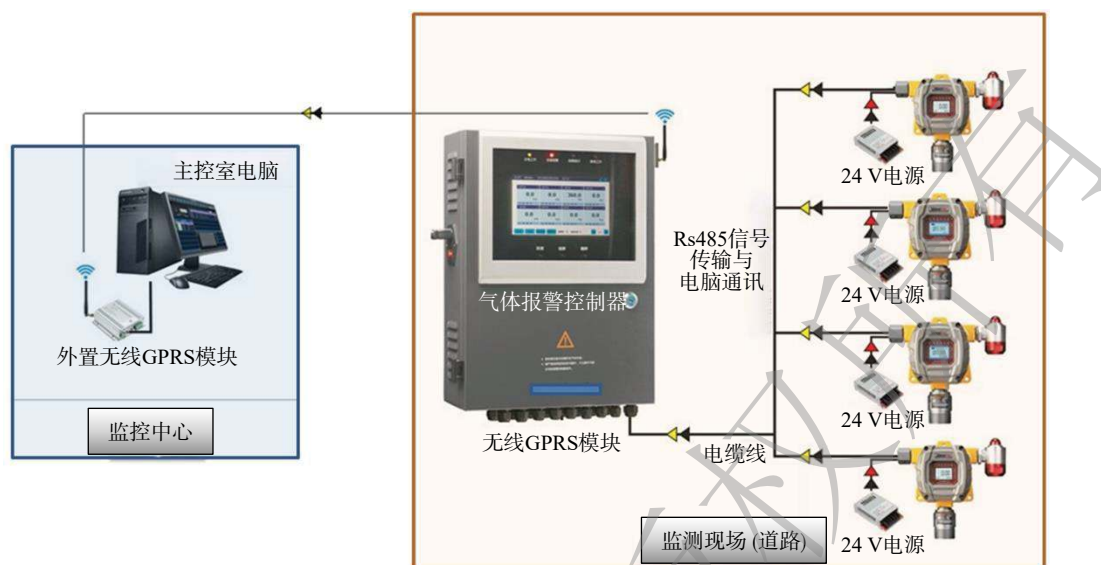 主控室电脑
外置无线GPRS模块
监控中心
气体报警控制器
无线GPRS模块
Rs485信号
传输与
电脑通讯
电缆线
24 V电源
24 V电源
24 V电源
24 V电源
监测现场 (道路)